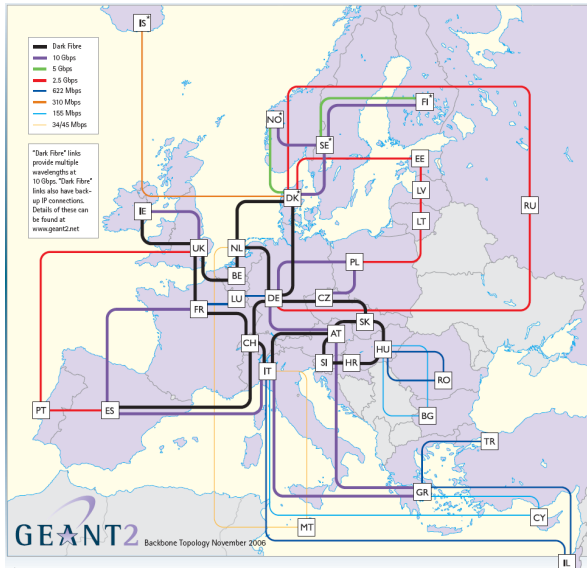 IS*
Dark Fibre
10 Gbps
5 Gbps
2.5 Gbps
622 Mbps
310 Mbps
155 Mbps
34/45 Mbps
"Dark Fibre" links
provide multiple
wavelengths at
10 Gbps. "Dark Fibre"
links also have back-
up IP connections.
Details of these can
be found at
www.geant2.net
FI*
NO*
SE*
EE
DK*
LV
RU
IE
LT
UK
NL
PL
BE
LU
DE
CZ
FR
SK
AT
CH
HU
IT
SI
HR
RO
PT
ES
BG
TR
GR
CY
MT
GEANT2
Backbone Topology November 2006
IL